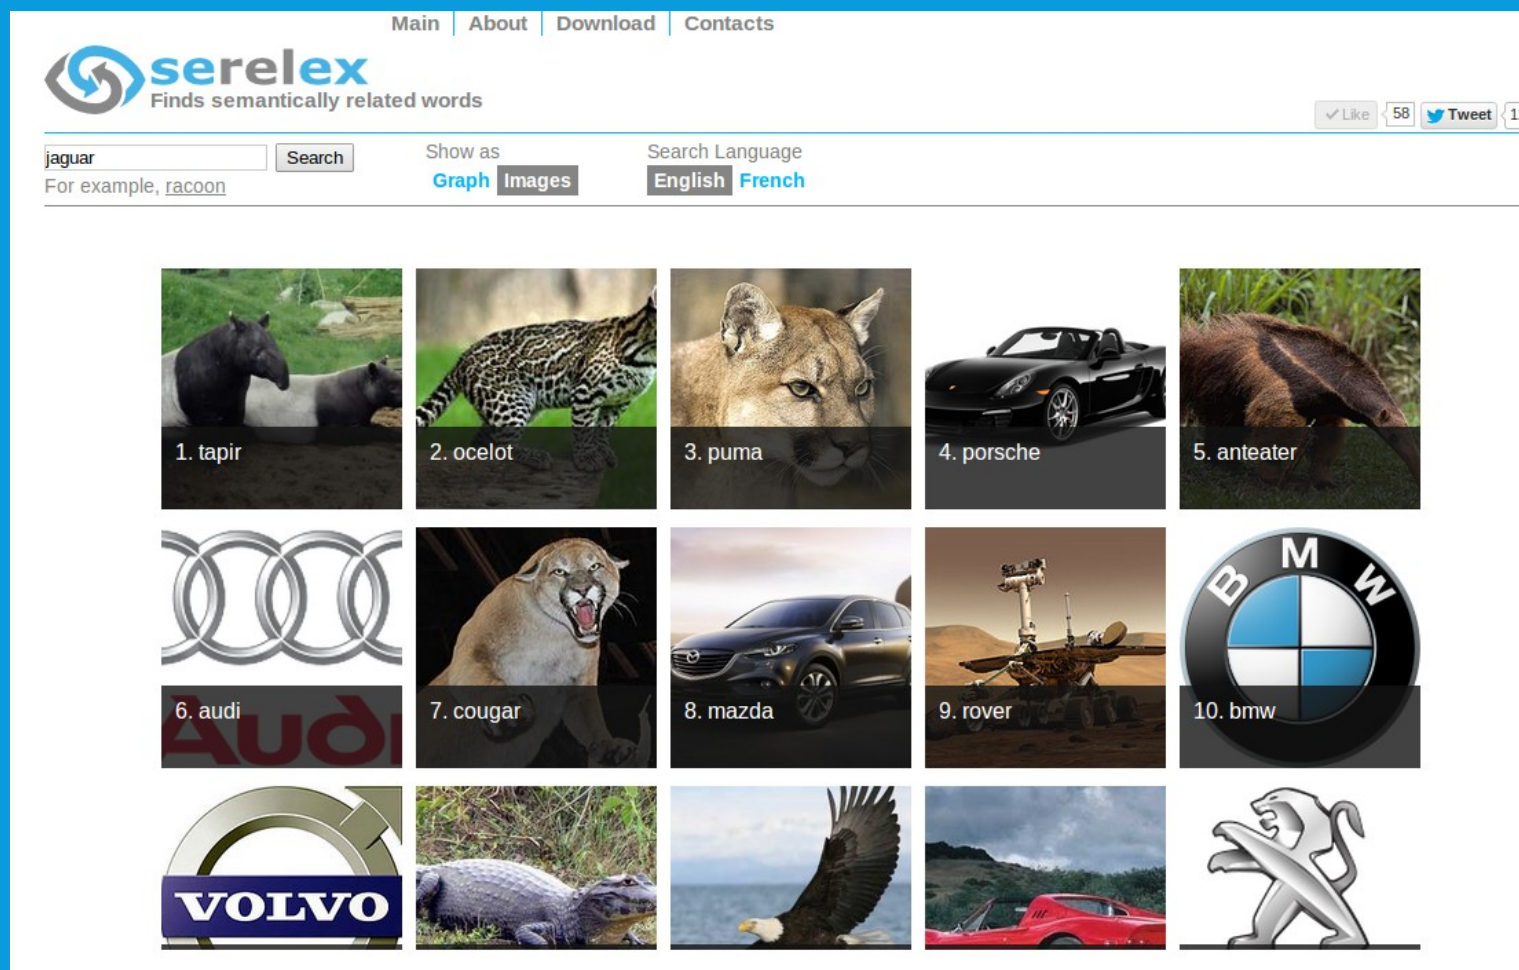 Main About Download Contacts
serelex
Finds semantically related words
Like 58 Tweet
jaguar Search
For example, racoon
Show as
Graph Images
Search Language
English French
1. tapir
2. ocelot
3. puma
4. porsche
5. anteater
Audi
6. audi
7. cougar
8. mazda
9. rover
BMW
10. bmw
VOLVO